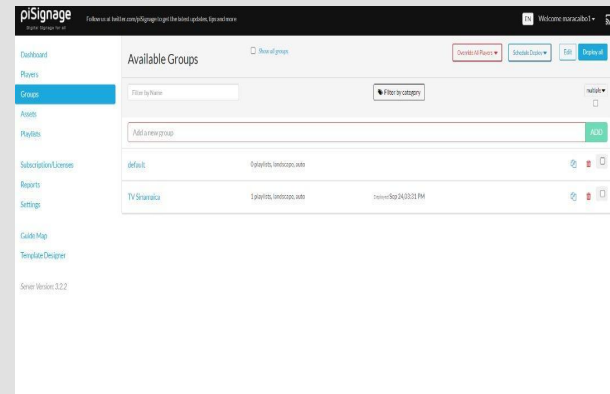 piSignage
Digital Signage for all
Follow us at twitter.com/piSignage to get the latest updates, tips and more
EN
Welcome maracaibo1
Dashboard
Players
Groups
Assets
Playlists
Subscription/Licenses
Reports
Settings
Guide Map
Template Designer
Server Version: 3.2.2
Available Groups
Show all groups
Override All Players
Schedule Deploy
Edit
Deploy all
Filter by Name
Filter by category
multiple
Add a new group
ADD
default
0 playlists, landscape, auto
TV Sinamaica
1 playlists, landscape, auto
Deployed Sep 24, 03:31 PM